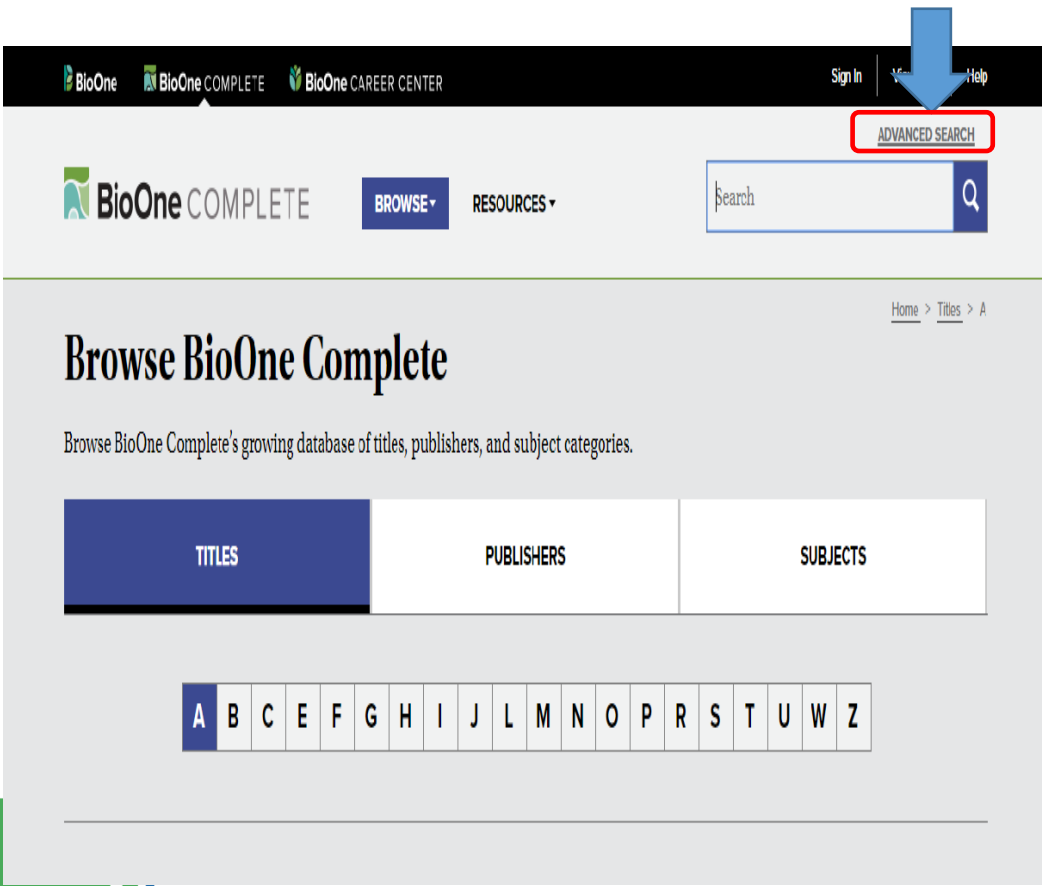 BioOne BioOne COMPLETE BioOne CAREER CENTER Sign In Help
ADVANCED SEARCH
BioOne COMPLETE BROWSE RESOURCES Search
Home > Titles > A
Browse BioOne Complete
Browse BioOne Complete's growing database of titles, publishers, and subject categories.
TITLES PUBLISHERS SUBJECTS
A B C E F G H I J L M N O P R S T U W Z